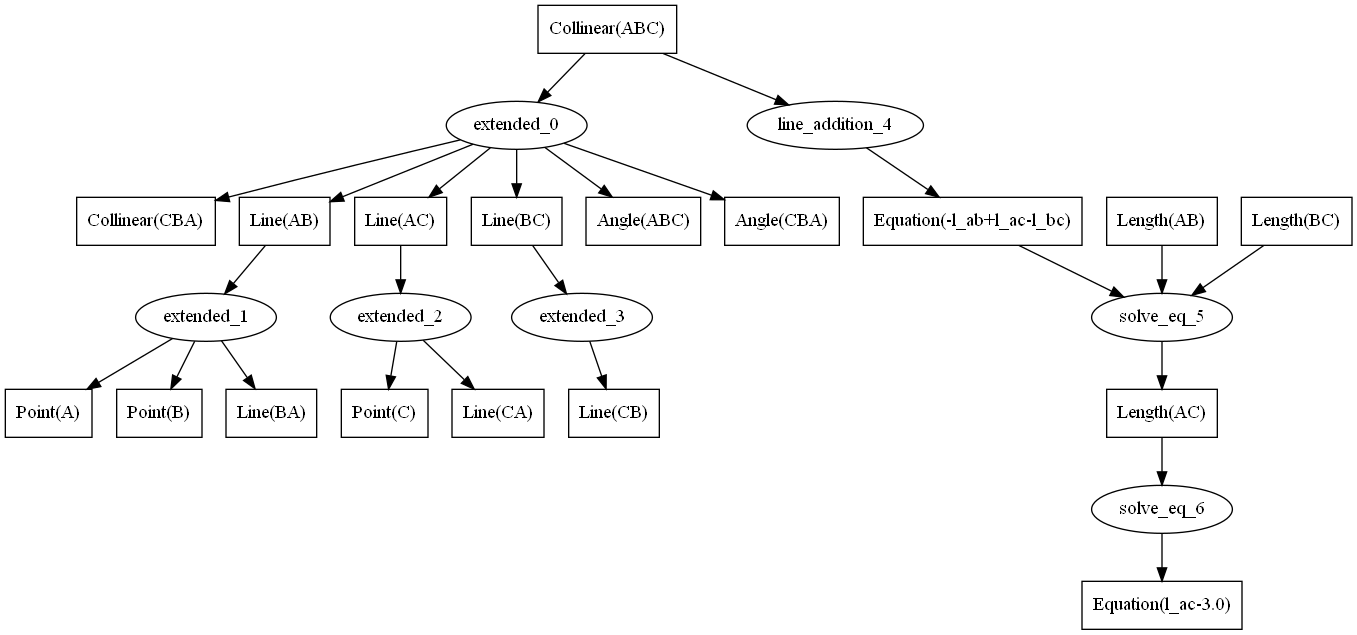 Collinear(ABC)
extended_0
line_addition_4
Collinear(CBA)
Line(AB)
Line(AC)
Line(BC)
Angle(ABC)
Angle(CBA)
Equation(-l_ab+l_ac-l_bc)
Length(AB)
Length(BC)
extended_1
extended_2
extended_3
solve_eq_5
Point(A)
Point(B)
Line(BA)
Point(C)
Line(CA)
Line(CB)
Length(AC)
solve_eq_6
Equation(l_ac-3.0)